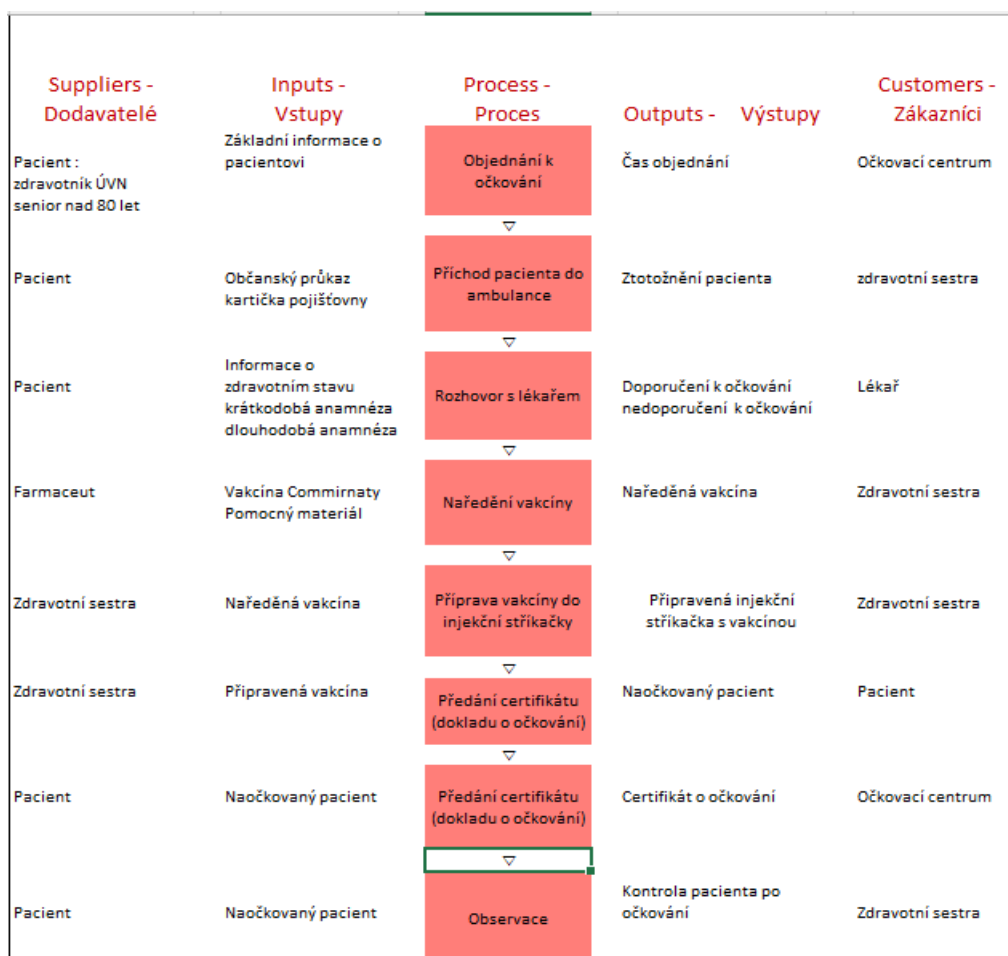 Suppliers -
Dodavatelé
Inputs -
Vstupy
Process -
Proces
Outputs - Výstupy
Customers -
Zákazníci
Pacient :
zdravotník ÚVN
senior nad 80 let
Základní informace o
pacientovi
Objednání k
očkování
Čas objednání
Očkovací centrum
▽
Pacient
Občanský průkaz
kartička pojišťovny
Příchod pacienta do
ambulance
Ztotožnění pacienta
zdravotní sestra
▽
Pacient
Informace o
zdravotním stavu
krátkodobá anamnéza
dlouhodobá anamnéza
Rozhovor s lékařem
Doporučení k očkování
nedoporučení k očkování
Lékař
▽
Farmaceut
Vakcína Commirnaty
Pomocný materiál
Naředění vakcíny
Naředěná vakcína
Zdravotní sestra
▽
Zdravotní sestra
Naředěná vakcína
Příprava vakcíny do
injekční stříkačky
Připravená injekční
stříkačka s vakcínou
Zdravotní sestra
▽
Zdravotní sestra
Připravená vakcína
Předání certifikátu
(dokladu o očkování)
Naočkovaný pacient
Pacient
▽
Pacient
Naočkovaný pacient
Předání certifikátu
(dokladu o očkování)
Certifikát o očkování
Očkovací centrum
▽
Pacient
Naočkovaný pacient
Observace
Kontrola pacienta po
očkování
Zdravotní sestra